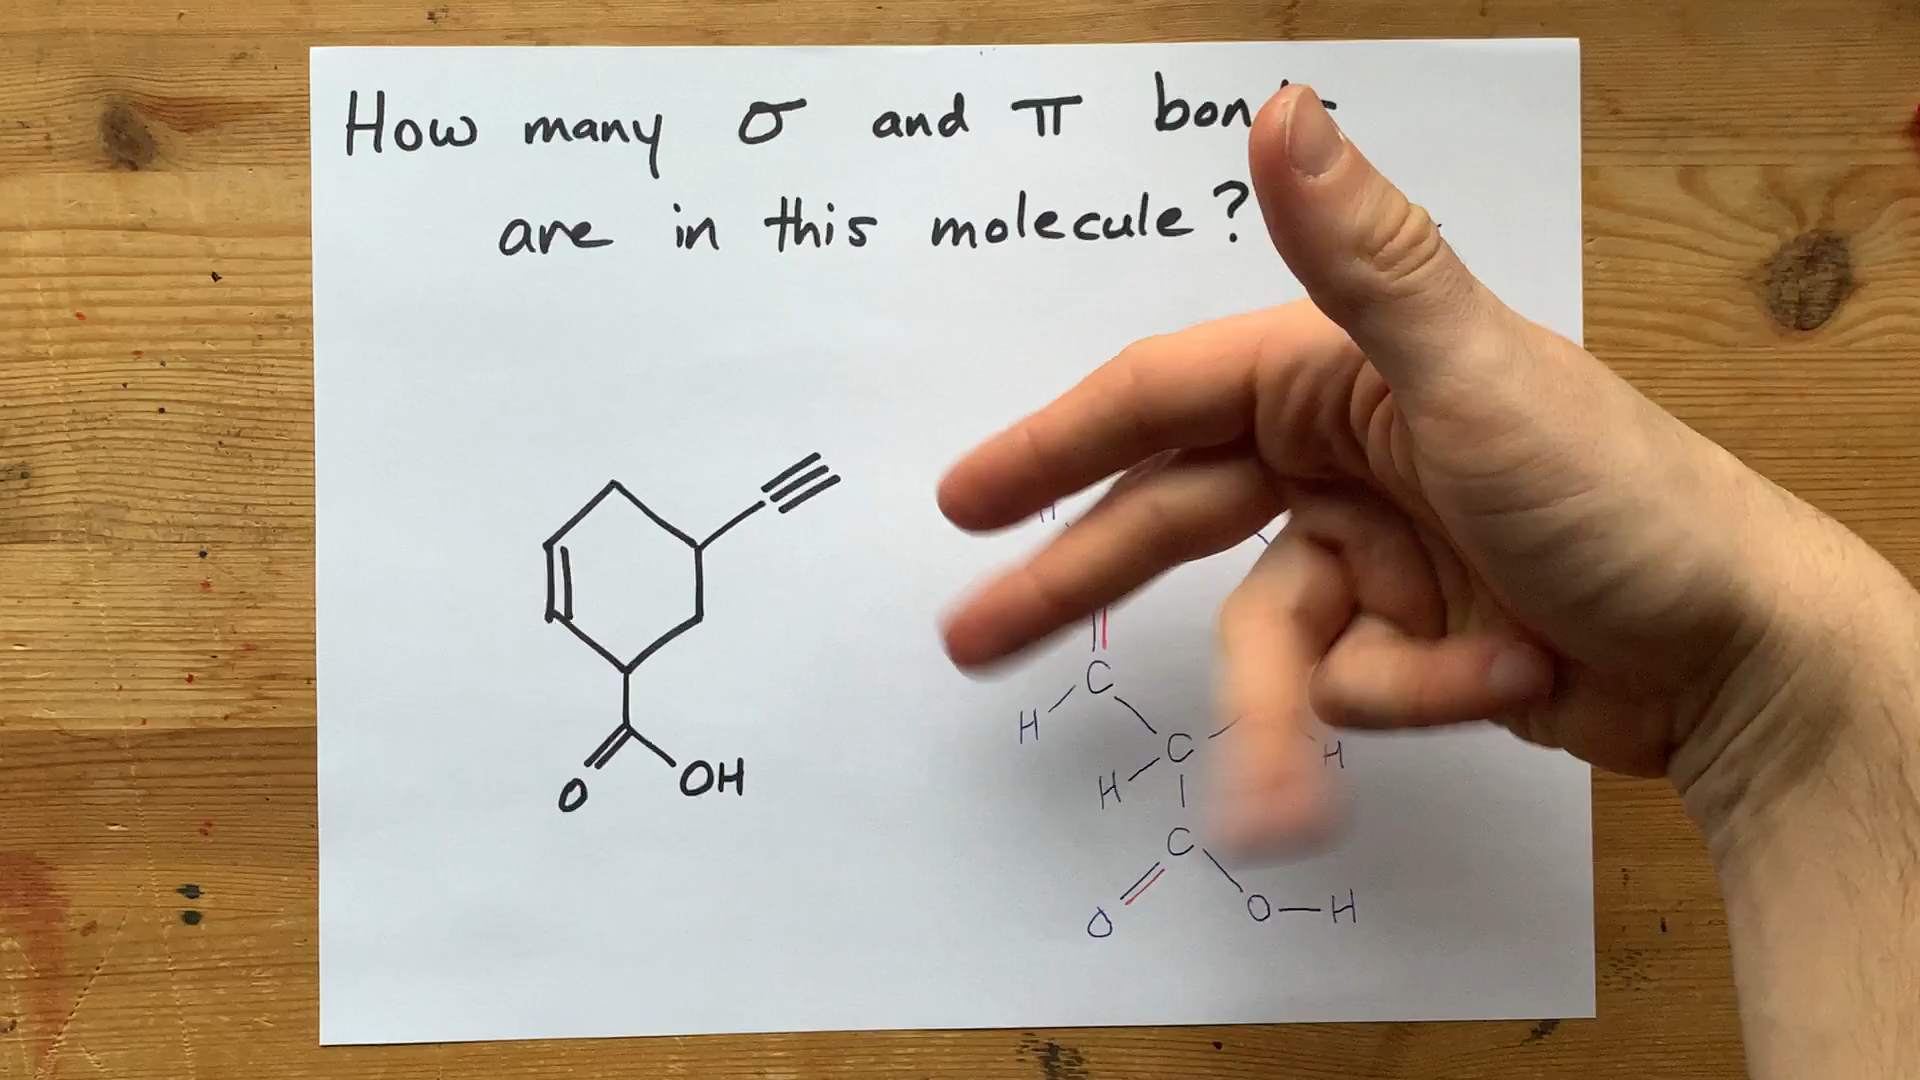 How many σ and π
are in this molecule?
O
OH
H
C
H
C
H
H
C
O
O—H